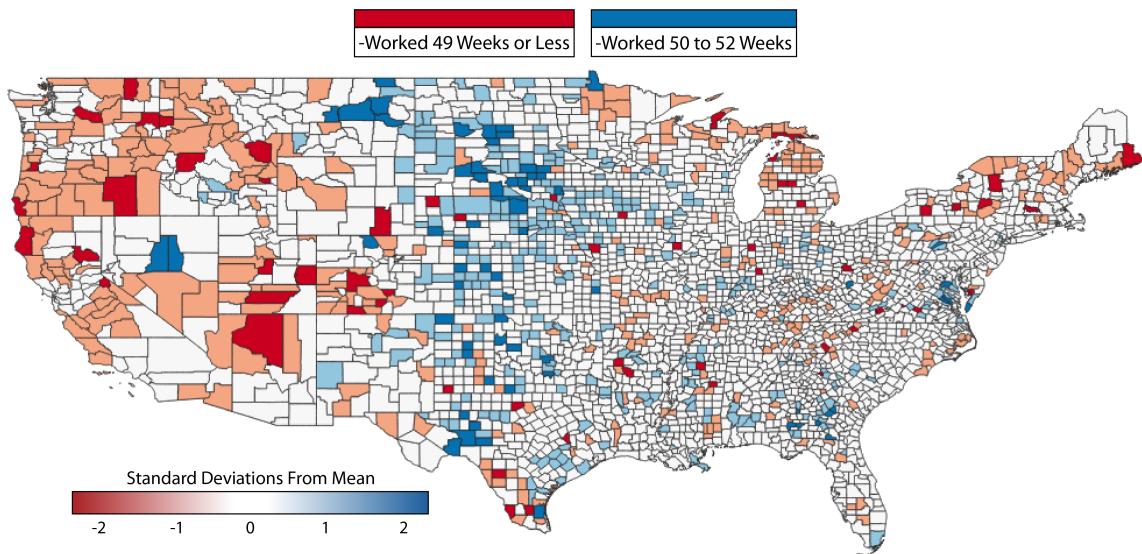 -Worked 49 Weeks or Less
-Worked 50 to 52 Weeks
Standard Deviations From Mean
-2 -1 0 1 2